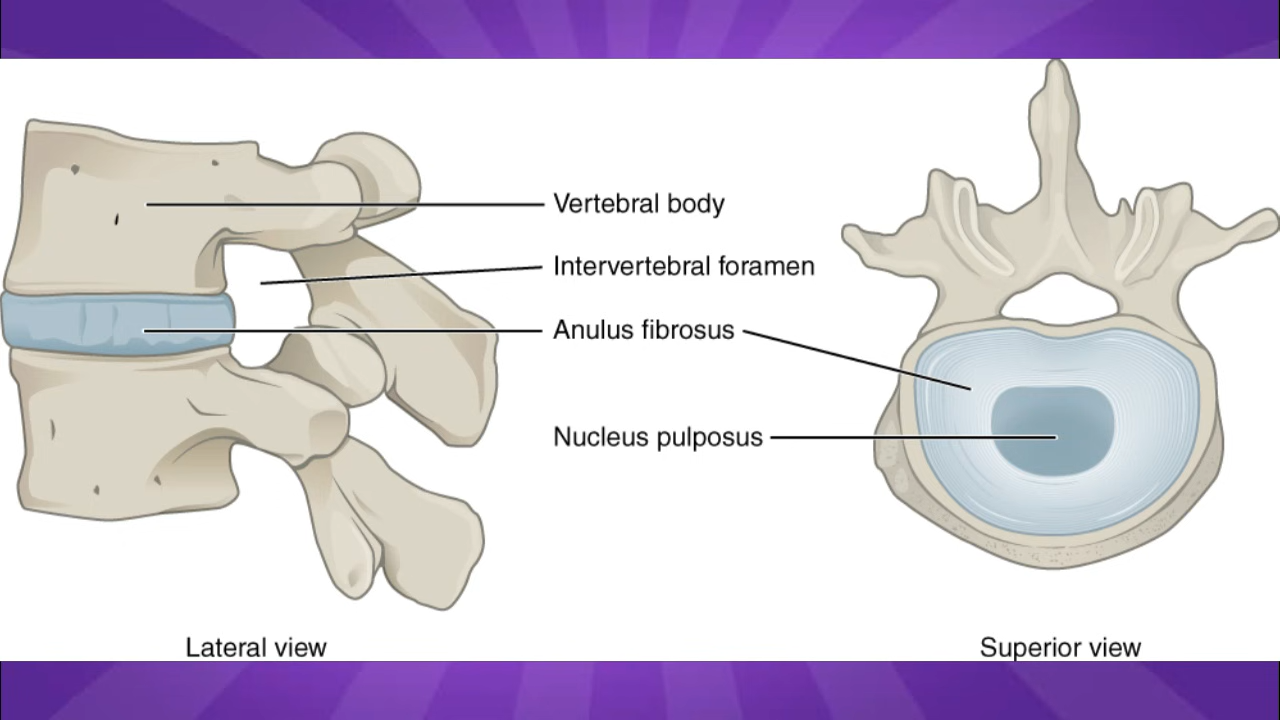 Vertebral body
Intervertebral foramen
Anulus fibrosus
Nucleus pulposus
Lateral view
Superior view